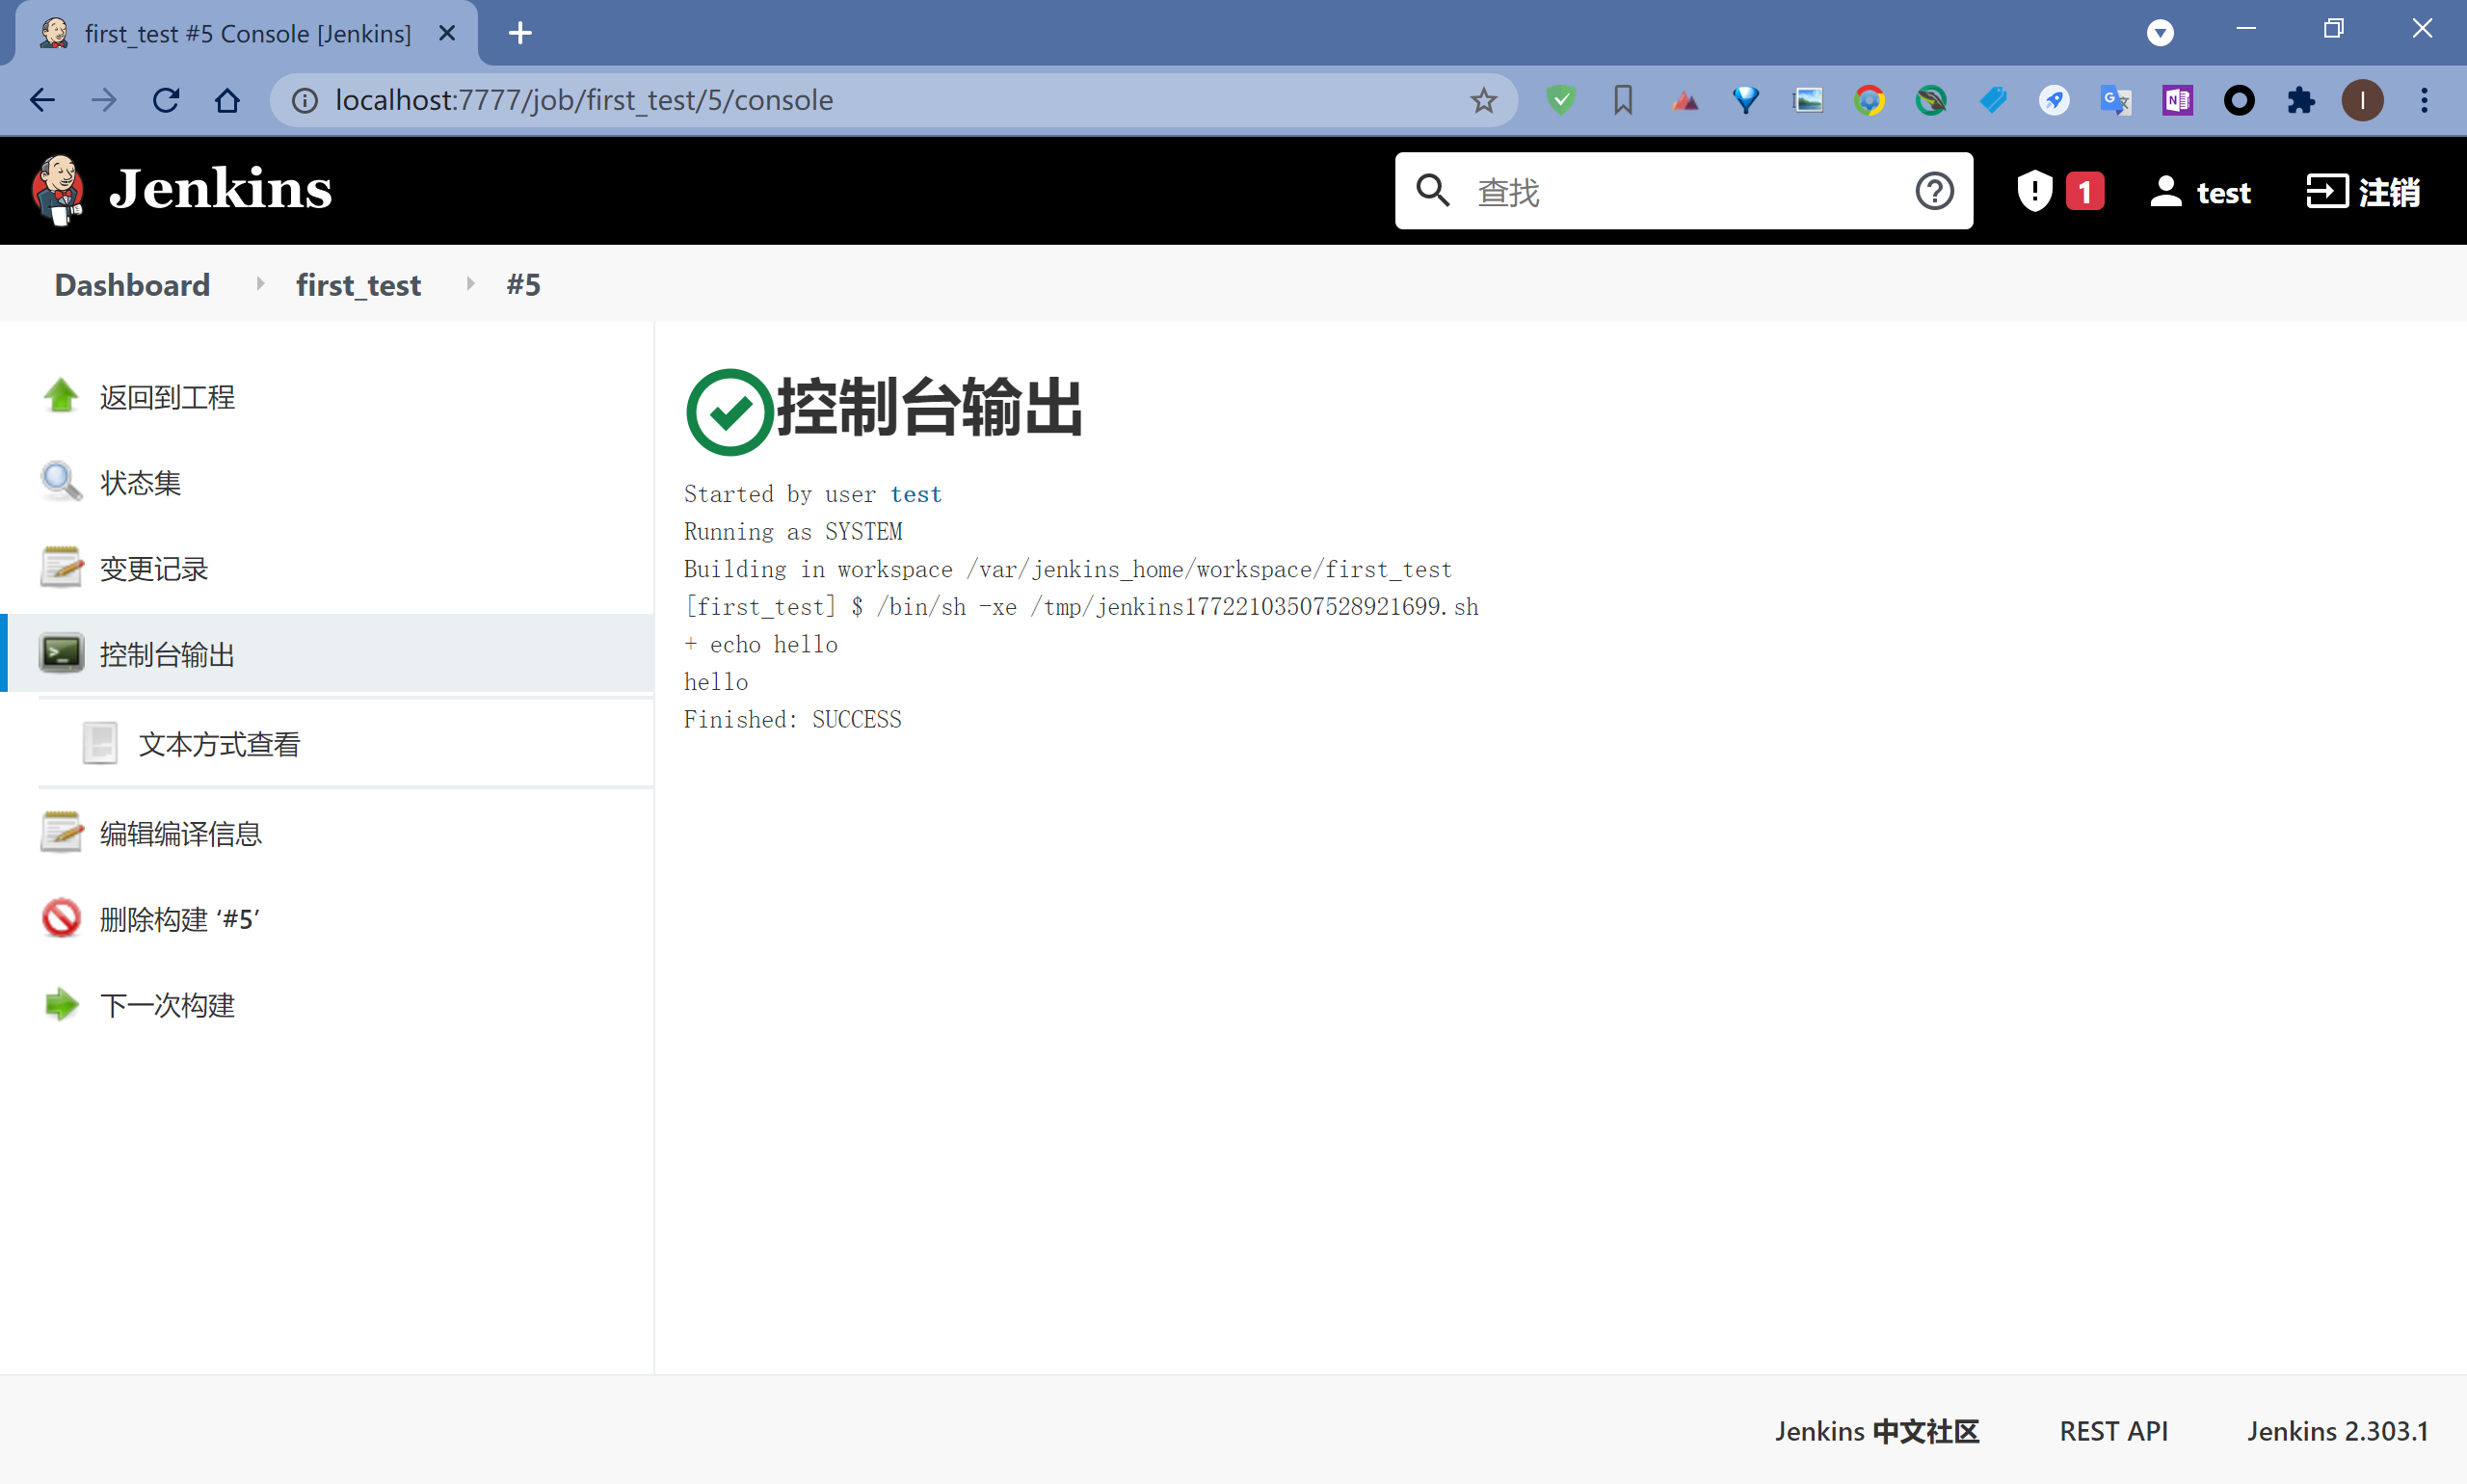 first_test #5 Console [Jenkins]
localhost:7777/job/first_test/5/console
Jenkins
查找
1
test
注销
Dashboard
first_test
#5
返回到工程
状态集
变更记录
控制台输出
文本方式查看
编辑编译信息
删除构建 ‘#5’
下一次构建
控制台输出
Started by user test
Running as SYSTEM
Building in workspace /var/jenkins_home/workspace/first_test
[first_test] $ /bin/sh -xe /tmp/jenkins17722103507528921699.sh
+ echo hello
hello
Finished: SUCCESS
Jenkins 中文社区
REST API
Jenkins 2.303.1